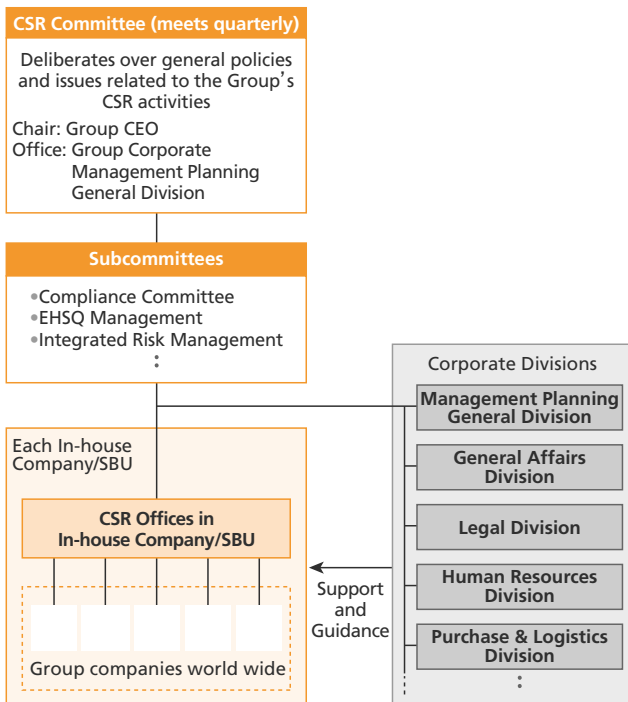 CSR Committee (meets quarterly)
Deliberates over general policies
and issues related to the Group's
CSR activities
Chair: Group CEO
Office: Group Corporate
Management Planning
General Division
Subcommittees
•Compliance Committee
•EHSQ Management
•Integrated Risk Management
:
Each In-house
Company/SBU
CSR Offices in
In-house Company/SBU
Group companies world wide
Support
and
Guidance
Corporate Divisions
Management Planning
General Division
General Affairs
Division
Legal Division
Human Resources
Division
Purchase & Logistics
Division
: